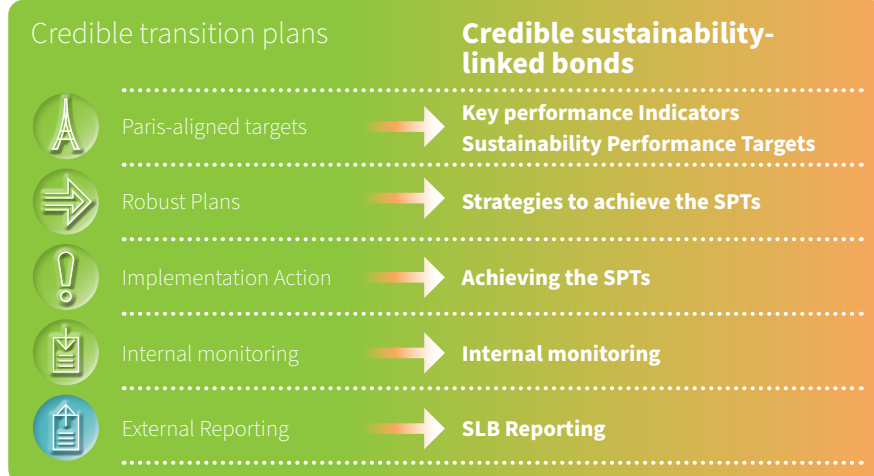 Credible transition plans
Credible sustainability-
linked bonds
Paris-aligned targets
Key performance Indicators
Sustainability Performance Targets
Robust Plans
Strategies to achieve the SPTs
Implementation Action
Achieving the SPTs
Internal monitoring
Internal monitoring
External Reporting
SLB Reporting